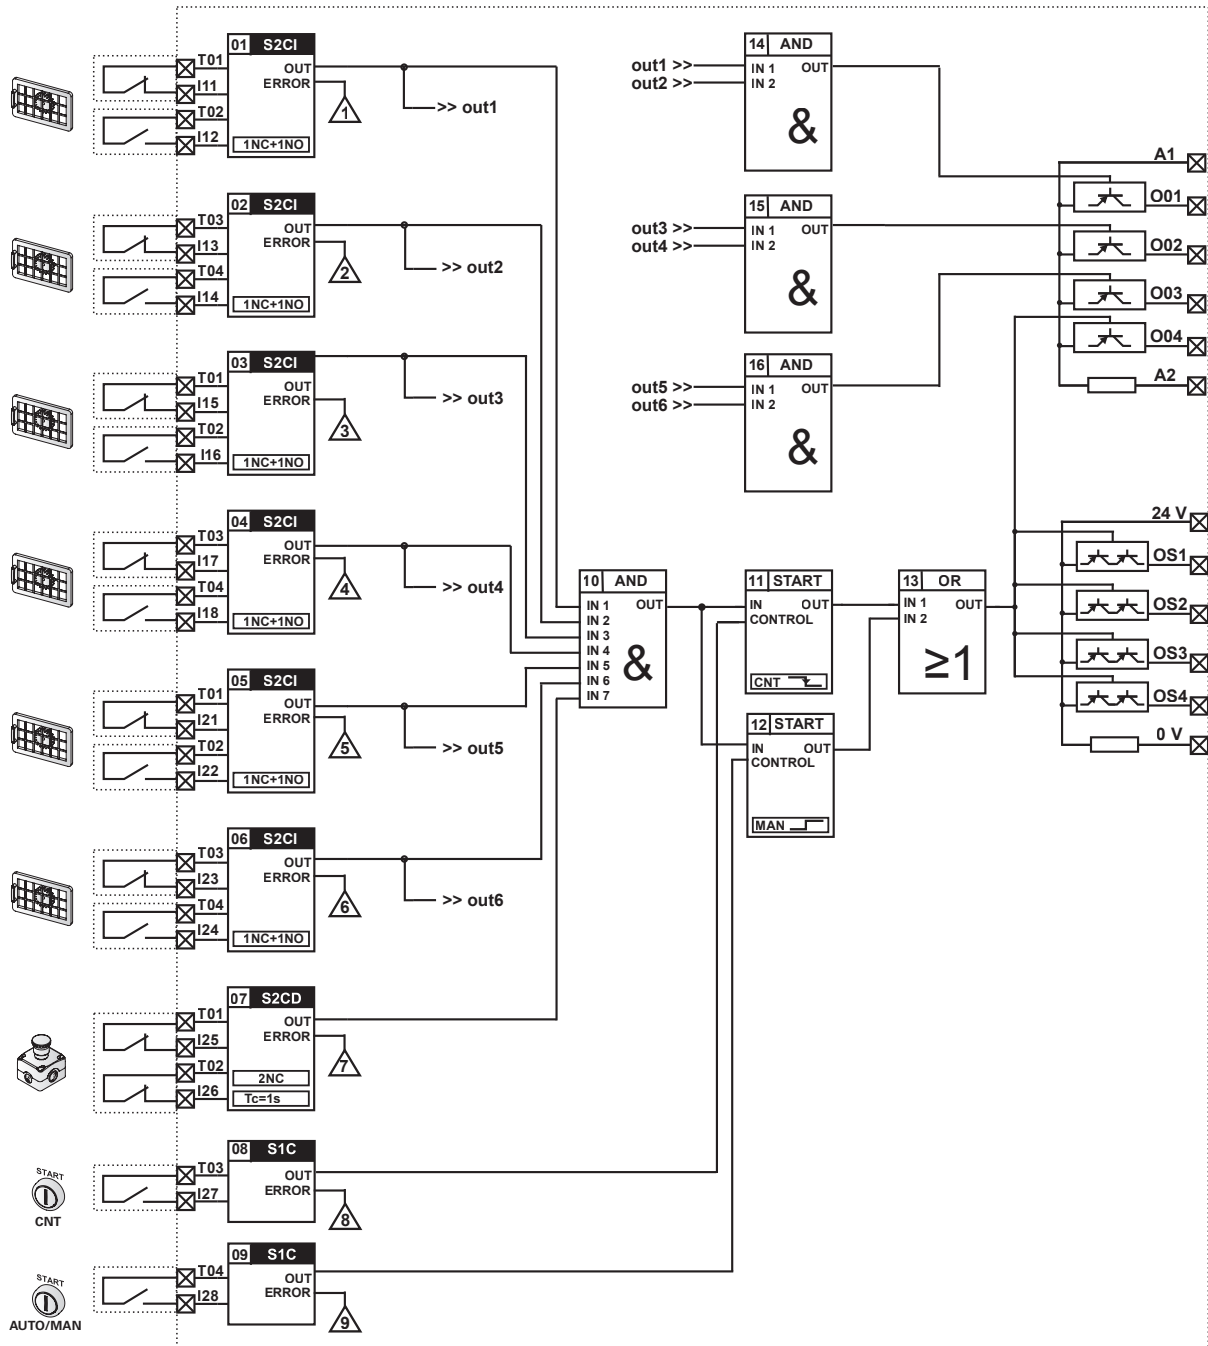 01 S2CI
T01
OUT
I11
ERROR
1
>> out1
T02
I12
1NC+1NO
02 S2CI
T03
OUT
I13
ERROR
2
>> out2
T04
I14
1NC+1NO
03 S2CI
T01
OUT
I15
ERROR
3
>> out3
T02
I16
1NC+1NO
04 S2CI
T03
OUT
I17
ERROR
4
>> out4
T04
I18
1NC+1NO
05 S2CI
T01
OUT
I21
ERROR
5
>> out5
T02
I22
1NC+1NO
06 S2CI
T03
OUT
I23
ERROR
6
>> out6
T04
I24
1NC+1NO
07 S2CD
T01
OUT
I25
ERROR
7
T02
2NC
I26
Tc=1s
START
CNT
08 S1C
T03
OUT
I27
ERROR
8
START
AUTO/MAN
09 S1C
T04
OUT
I28
ERROR
9
10 AND
IN 1 OUT
IN 2
IN 3
IN 4
IN 5
IN 6
IN 7
&
11 START
IN OUT
CONTROL
CNT
12 START
IN OUT
CONTROL
MAN
13 OR
IN 1 OUT
IN 2
≥1
14 AND
out1 >> IN 1 OUT
out2 >> IN 2
&
15 AND
out3 >> IN 1 OUT
out4 >> IN 2
&
16 AND
out5 >> IN 1 OUT
out6 >> IN 2
&
A1
O01
O02
O03
O04
A2
24 V
OS1
OS2
OS3
OS4
0 V